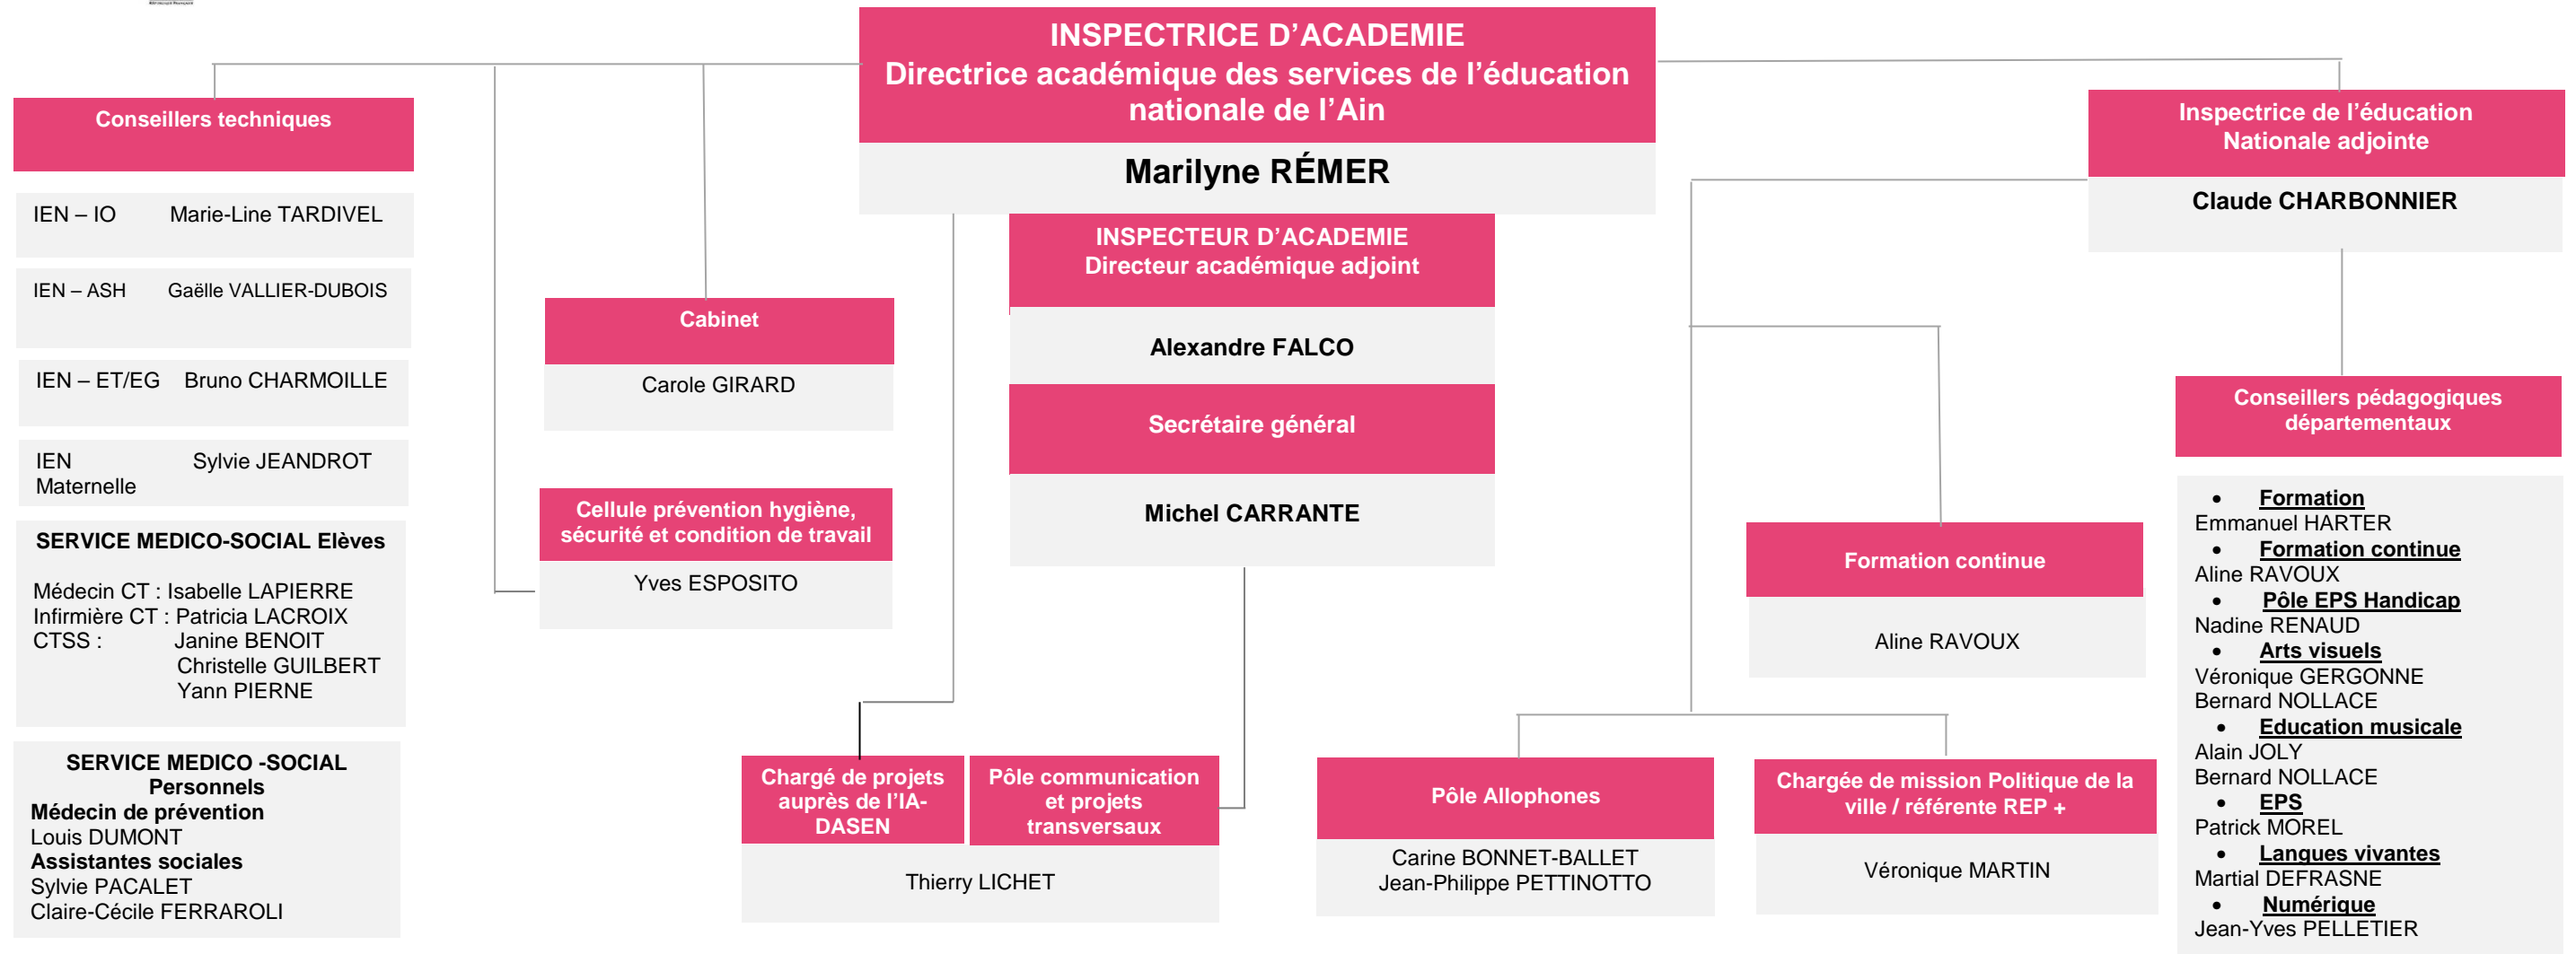 INSPECTRICE D’ACADEMIE
Directrice académique des services de l’éducation
nationale de l’Ain
Marilyne RÉMER
INSPECTEUR D’ACADEMIE
Directeur académique adjoint
Alexandre FALCO
Secrétaire général
Michel CARRANTE
Conseillers techniques
IEN – IO Marie-Line TARDIVEL
IEN – ASH Gaëlle VALLIER-DUBOIS
IEN – ET/EG Bruno CHARMOILLE
IEN Sylvie JEANDROT
Maternelle
SERVICE MEDICO-SOCIAL Elèves
Médecin CT : Isabelle LAPIERRE
Infirmière CT : Patricia LACROIX
CTSS : Janine BENOIT
Christelle GUILBERT
Yann PIERNE
SERVICE MEDICO -SOCIAL
Personnels
Médecin de prévention
Louis DUMONT
Assistantes sociales
Sylvie PACALET
Claire-Cécile FERRAROLI
Cabinet
Carole GIRARD
Cellule prévention hygiène,
sécurité et condition de travail
Yves ESPOSITO
Chargé de projets
auprès de l’IA-
DASEN
Pôle communication
et projets
transversaux
Thierry LICHET
Inspectrice de l’éducation
Nationale adjointe
Claude CHARBONNIER
Formation continue
Aline RAVOUX
Pôle Allophones
Carine BONNET-BALLET
Jean-Philippe PETTINOTTO
Chargée de mission Politique de la
ville / référente REP +
Véronique MARTIN
Conseillers pédagogiques
départementaux
• Formation
Emmanuel HARTER
• Formation continue
Aline RAVOUX
• Pôle EPS Handicap
Nadine RENAUD
• Arts visuels
Véronique GERGONNE
Bernard NOLLACE
• Education musicale
Alain JOLY
Bernard NOLLACE
• EPS
Patrick MOREL
• Langues vivantes
Martial DEFRASNE
• Numérique
Jean-Yves PELLETIER